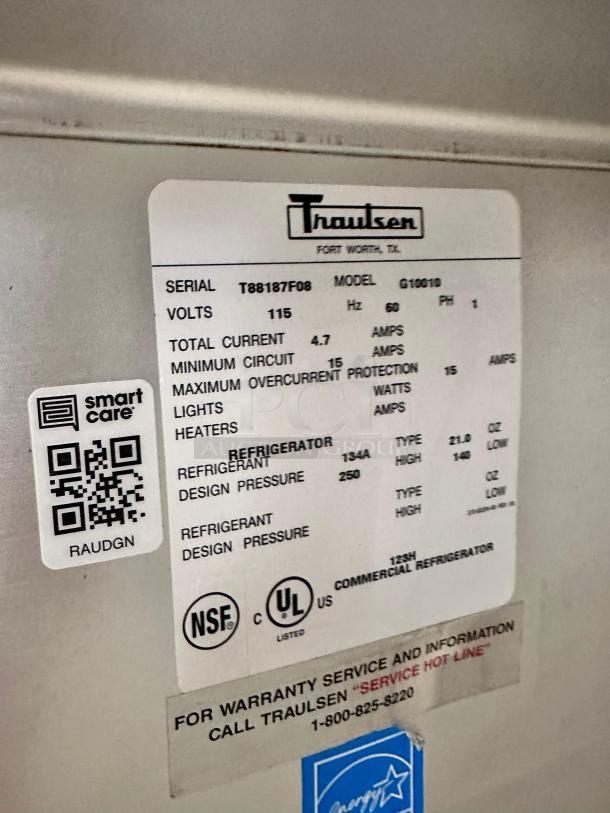 Traulsen
FORT WORTH, TX.
SERIAL T88187F08 MODEL G10010
VOLTS 115 Hz 60 PH 1
TOTAL CURRENT 4.7 AMPS
MINIMUM CIRCUIT 15 AMPS
MAXIMUM OVERCURRENT PROTECTION 15 AMPS
LIGHTS WATTS
HEATERS AMPS
REFRIGERATOR
REFRIGERANT 134A TYPE 21.0 OZ
DESIGN PRESSURE 250 HIGH 140 LOW
REFRIGERANT TYPE OZ
DESIGN PRESSURE HIGH LOW
123H
COMMERCIAL REFRIGERATOR
NSF®
C UL® US
LISTED
smart
care
RAUDGN
PCI
AUCTION GROUP
FOR WARRANTY SERVICE AND INFORMATION
CALL TRAULSEN "SERVICE HOT LINE"
1-800-825-8220
energy